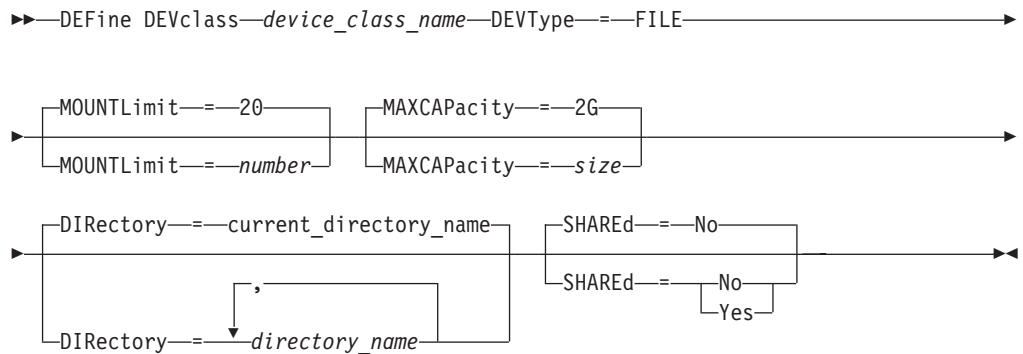 DEFine DEVclass device_class_name DEVType = FILE
MOUNTLimit = 20 MAXCAPacity = 2G
MOUNTLimit = number MAXCAPacity = size
DIRectory = current_directory_name SHAREd = No
, SHAREd = No
Yes
DIRectory = directory_name